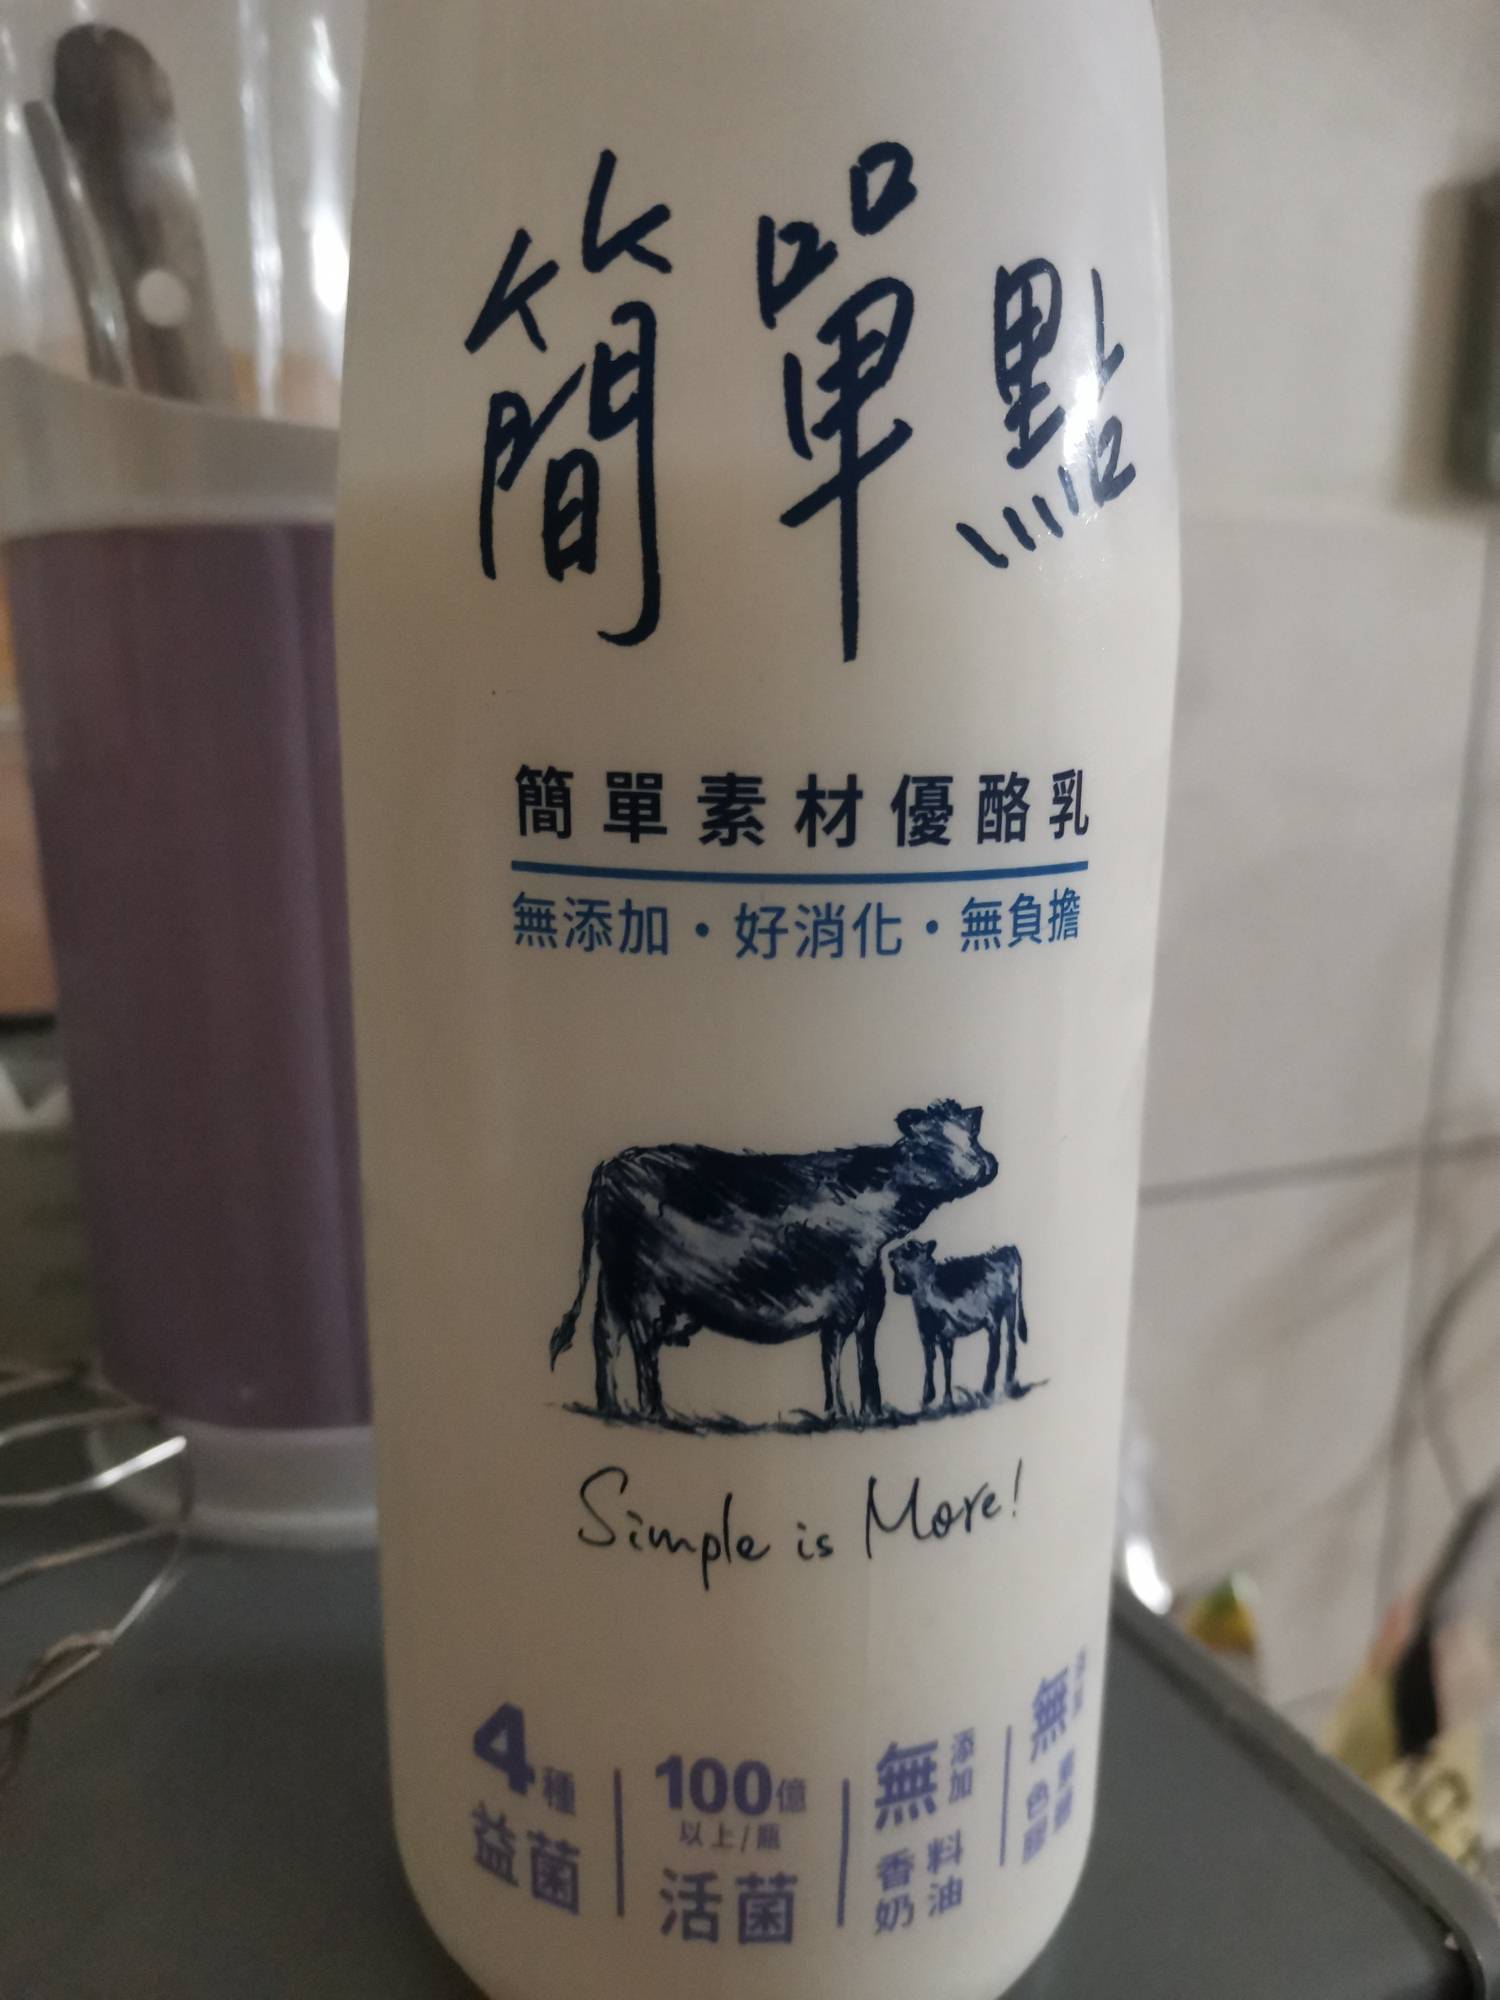 簡單點
簡單素材優酪乳
無添加・好消化・無負擔
Simple is More!
4種
益菌
100億
以上/瓶
活菌
無添加
香料
奶油
無